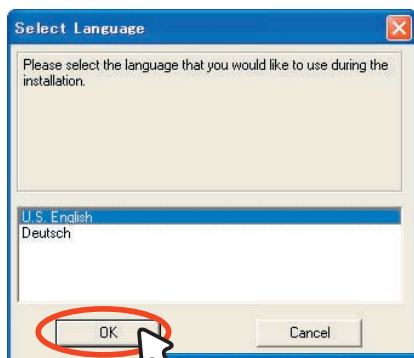 Select Language
Please select the language that you would like to use during the
installation.
U.S. English
Deutsch
OK
Cancel